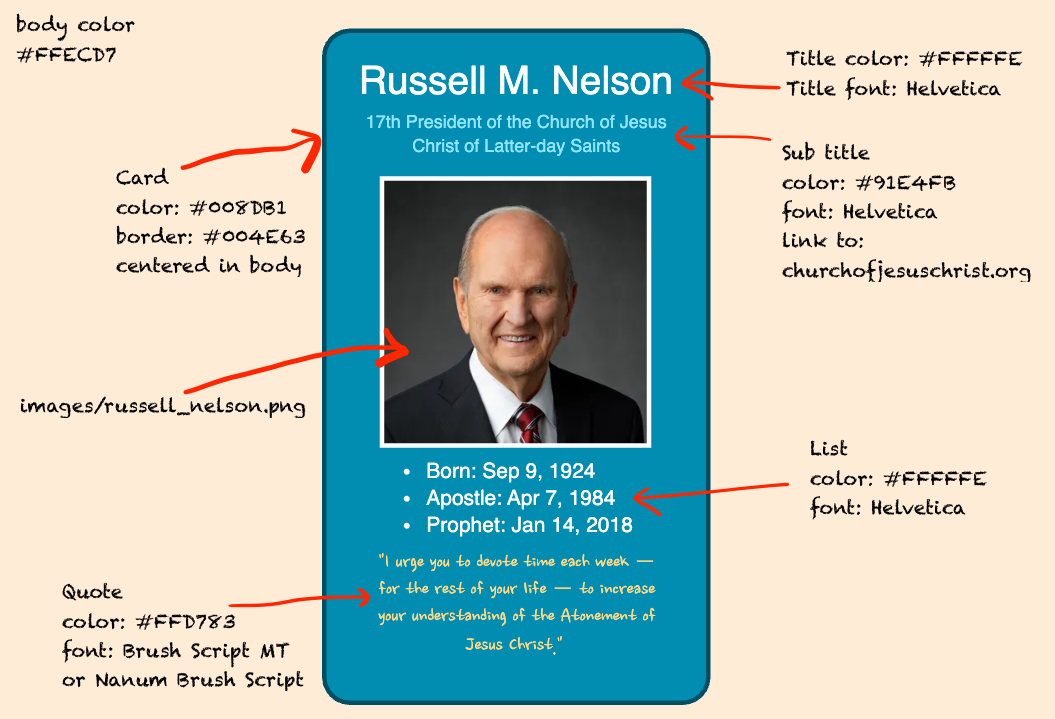 body color
#FFECD7
Russell M. Nelson
17th President of the Church of Jesus
Christ of Latter-day Saints
Title color: #FFFFFE
Title font: Helvetica
Sub title
color: #91E4FB
font: Helvetica
link to:
churchofjesuschrist.org
Card
color: #008DB1
border: #004E63
centered in body
images/russell_nelson.png
• Born: Sep 9, 1924
• Apostle: Apr 7, 1984
• Prophet: Jan 14, 2018
List
color: #FFFFFE
font: Helvetica
"I urge you to devote time each week —
for the rest of your life — to increase
your understanding of the Atonement of
Jesus Christ."
Quote
color: #FFD783
font: Brush Script MT
or Nanum Brush Script